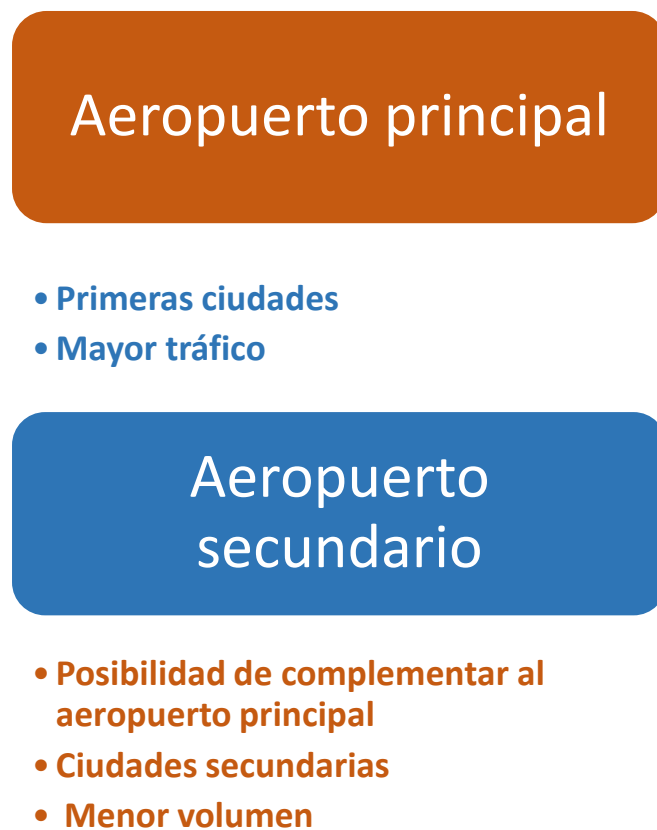 Aeropuerto principal
• Primeras ciudades
• Mayor tráfico
Aeropuerto
secundario
• Posibilidad de complementar al
aeropuerto principal
• Ciudades secundarias
• Menor volumen